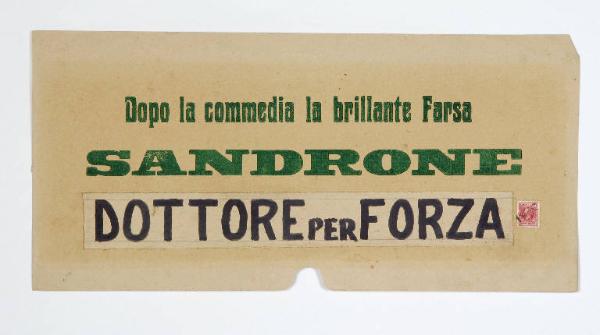 Dopo la commedia la brillante Farsa
SANDRONE
DOTTORE PER FORZA